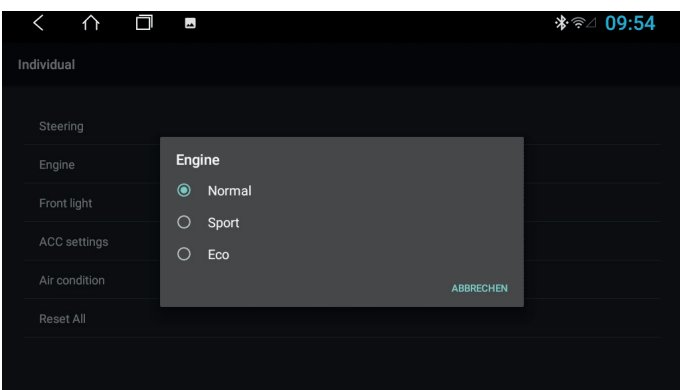 09:54
Individual
Steering
Engine
Front light
ACC settings
Air condition
Reset All
Engine
Normal
Sport
Eco
ABBRECHEN